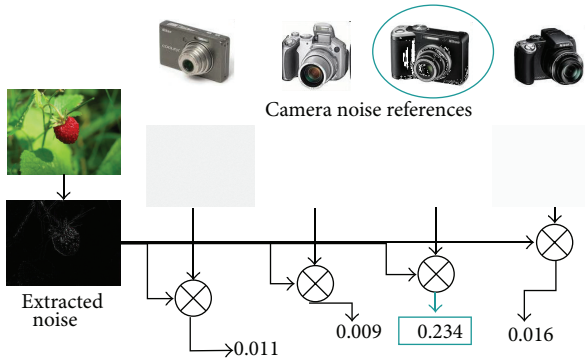 Camera noise references
Extracted
noise
0.011
0.009
0.234
0.016